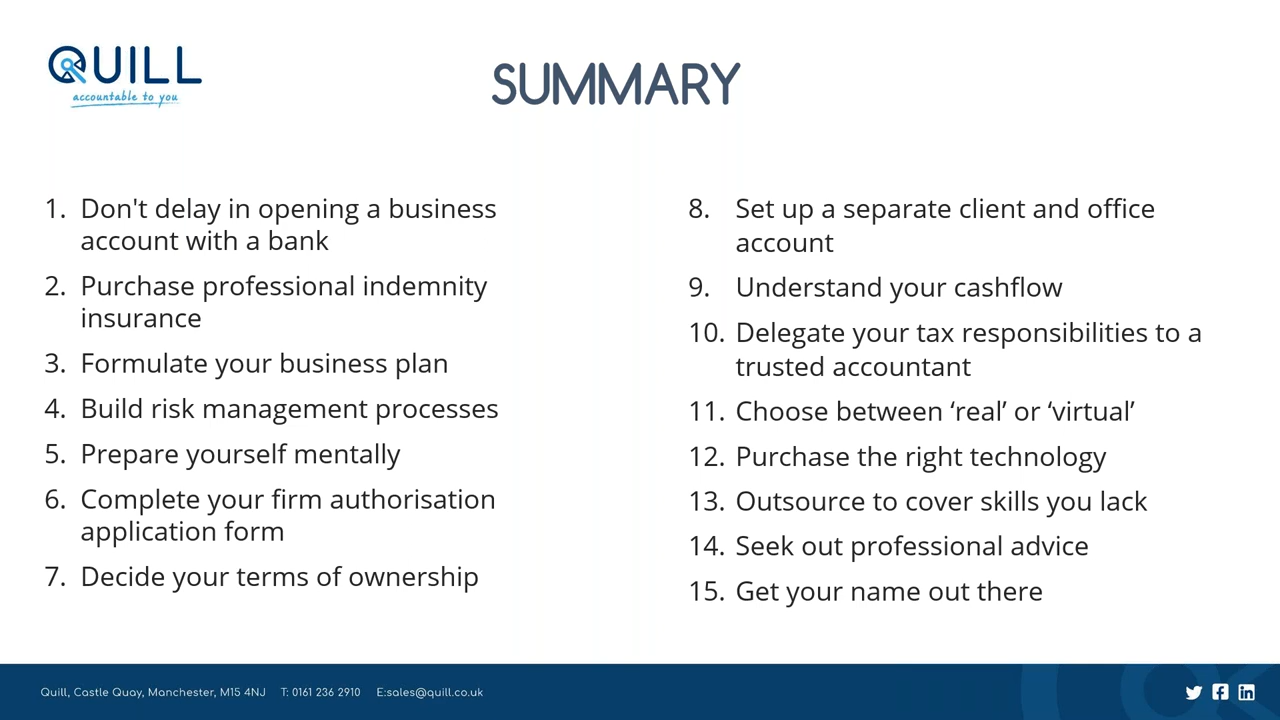 QUILL
accountable to you
SUMMARY
1. Don't delay in opening a business
account with a bank
2. Purchase professional indemnity
insurance
3. Formulate your business plan
4. Build risk management processes
5. Prepare yourself mentally
6. Complete your firm authorisation
application form
7. Decide your terms of ownership
8. Set up a separate client and office
account
9. Understand your cashflow
10. Delegate your tax responsibilities to a
trusted accountant
11. Choose between ‘real’ or ‘virtual’
12. Purchase the right technology
13. Outsource to cover skills you lack
14. Seek out professional advice
15. Get your name out there
Quill, Castle Quay, Manchester, M15 4NJ T: 0161 236 2910 E:sales@quill.co.uk